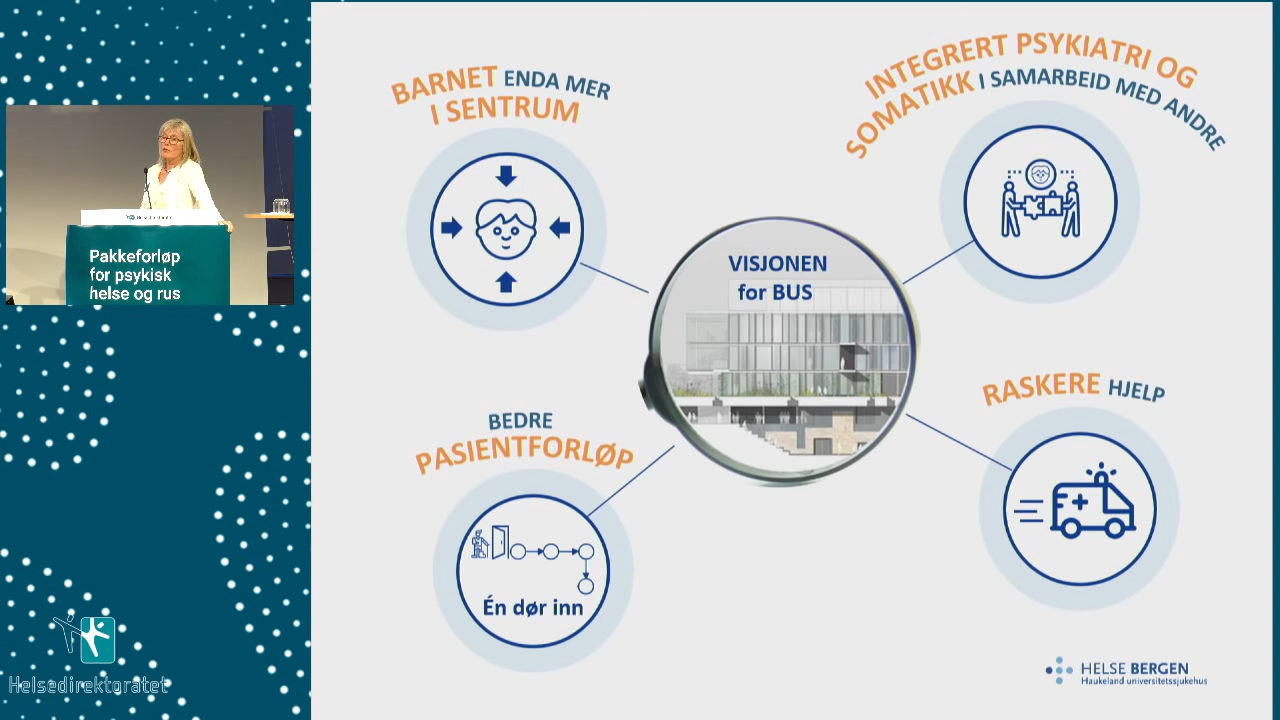 BARNET ENDA MER
I SENTRUM
INTEGRERT PSYKIATRI OG
SOMATIKK I SAMARBEID MED ANDRE
VISJONEN
for BUS
BEDRE
PASIENTFORLØP
Én dør inn
RASKERE HJELP
HELSE BERGEN
Haukeland universitetssjukehus
Helsedirektoratet
Pakkeforløp
for psykisk
helse og rus
Helsedirektoratet